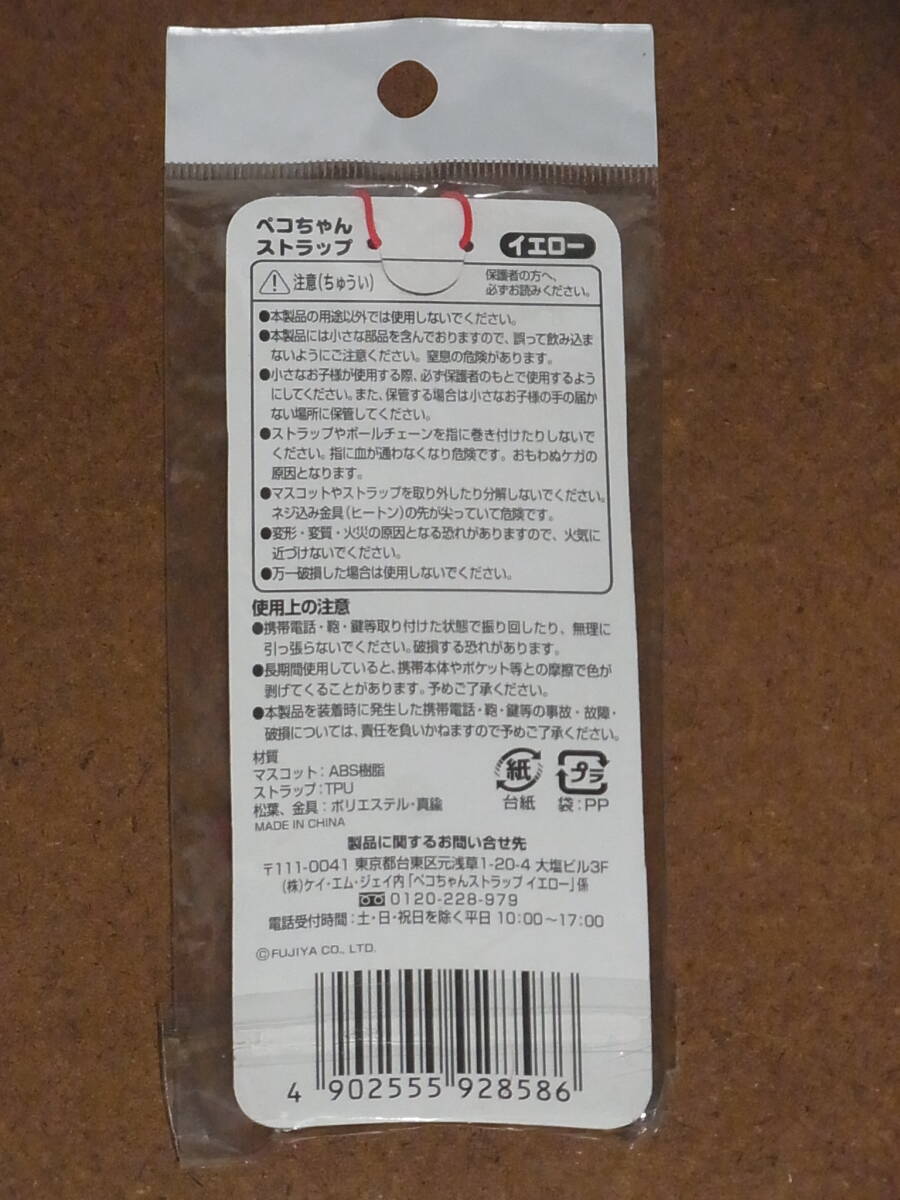 ペコちゃん
ストラップ
イエロー
注意(ちゅうい)
保護者の方へ、
必ずお読みください。
●本製品の用途以外では使用しないでください。
●本製品には小さな部品を含んでおりますので、誤って飲み込ま
ないようにご注意ください。窒息の危険があります。
●小さなお子様が使用する際、必ず保護者のもとで使用するよう
にしてください。また、保管する場合は小さなお子様の手の届か
ない場所に保管してください。
●ストラップやボールチェーンを指に巻き付けたりしないで
ください。指に血が通わなくなり危険です。おもわぬケガの
原因となります。
●マスコットやストラップを取り外したり分解しないでください。
ネジ込み金具(ヒートン)の先が尖っていて危険です。
●変形・変質・火災の原因となる恐れがありますので、火気に
近づけないでください。
●万一破損した場合は使用しないでください。
使用上の注意
●携帯電話・鞄・鍵等取り付けた状態で振り回したり、無理に
引っ張らないでください。破損する恐れがあります。
●長期間使用していると、携帯本体やポケット等との摩擦で色が
剥げてくることがあります。予めご了承ください。
●本製品を装着時に発生した携帯電話・鞄・鍵等の事故・故障・
破損については、責任を負いかねますので予めご了承ください。
材質
マスコット:ABS樹脂
ストラップ:TPU
松葉、金具:ポリエステル・真鍮
MADE IN CHINA
紙
台紙
プラ
袋:PP
製品に関するお問い合せ先
〒111-0041 東京都台東区元浅草1-20-4 大塩ビル3F
(株)ケイ・エム・ジェイ内「ペコちゃんストラップ イエロー」係
0120-228-979
電話受付時間:土・日・祝日を除く平日 10:00～17:00
©FUJIYA CO., LTD.
4 902555 928586